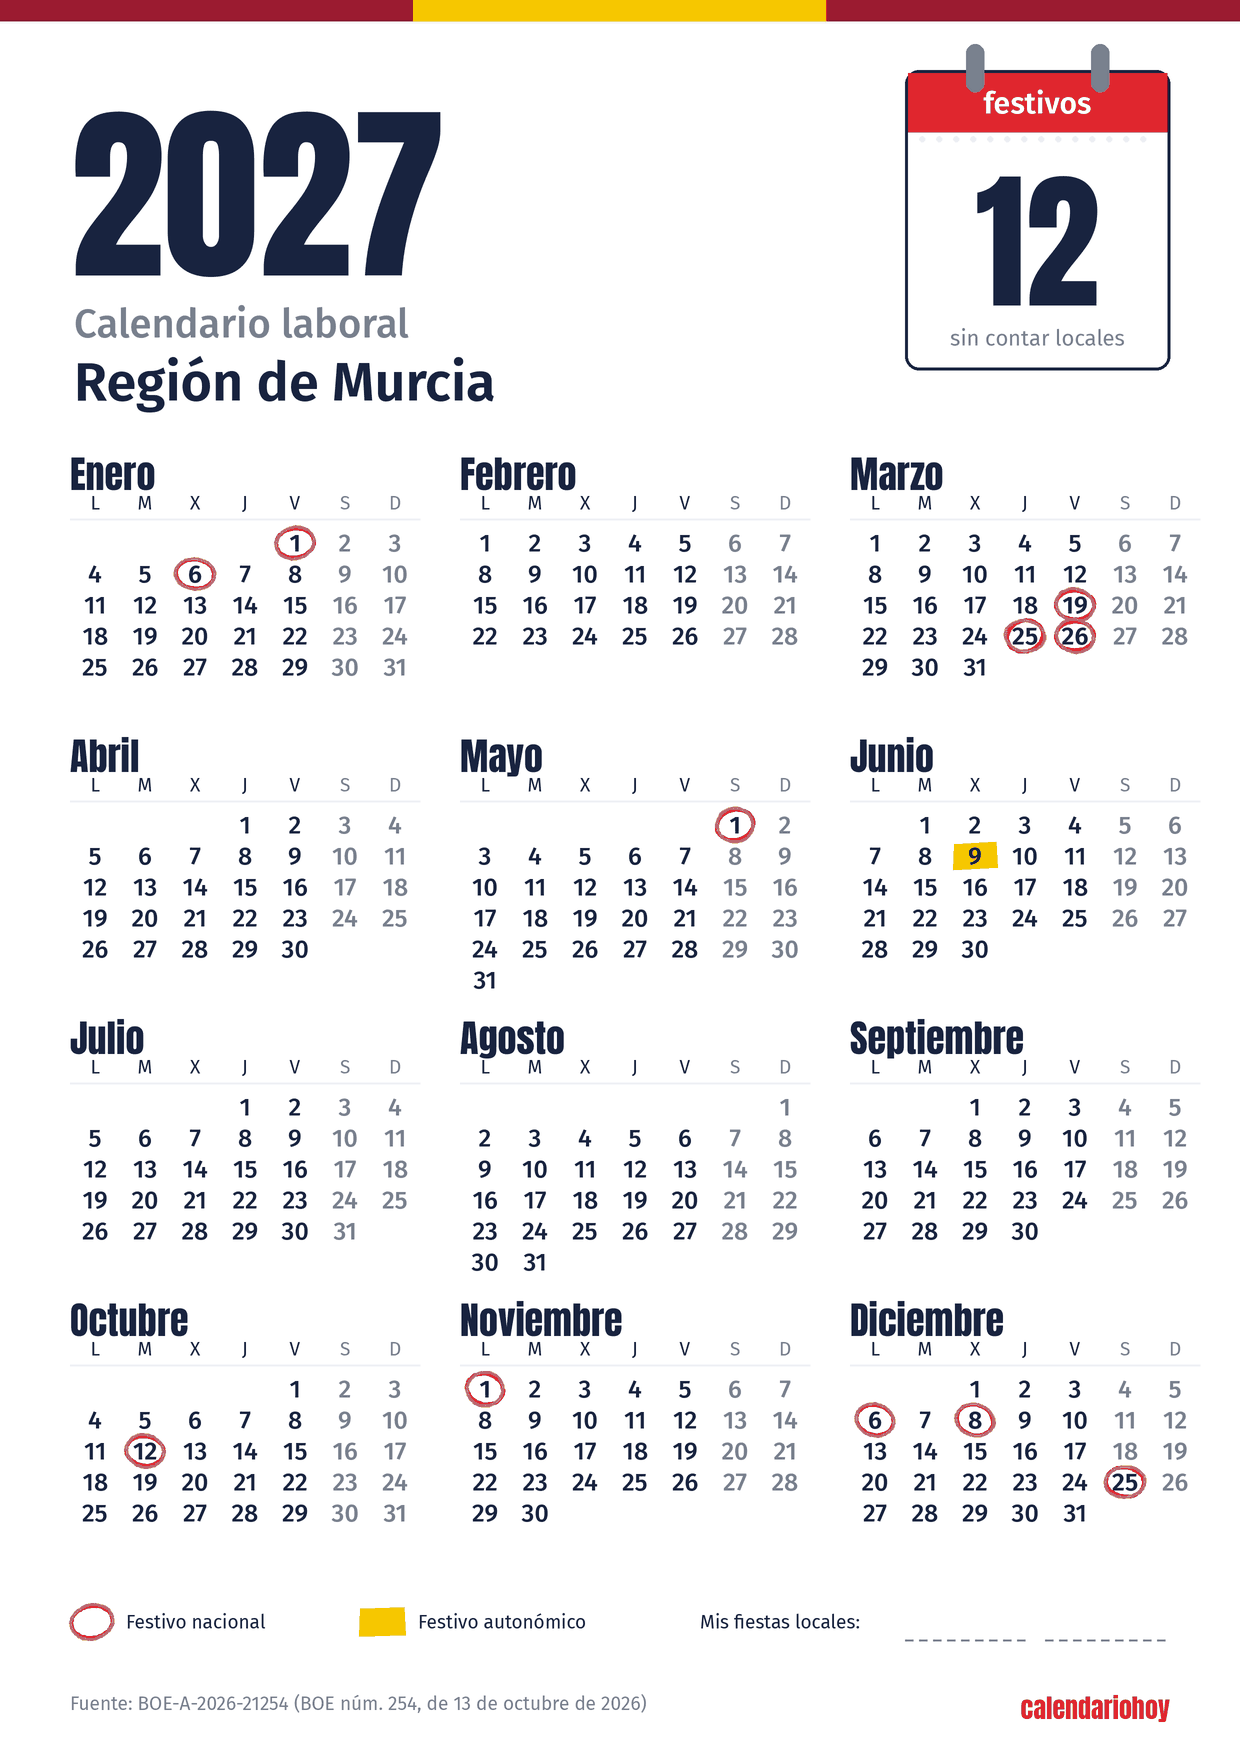 festivos
2027
12
sin contar locales
Calendario laboral
Región de Murcia
Enero
L M X J V S D
1 2 3
4 5 6 7 8 9 10
11 12 13 14 15 16 17
18 19 20 21 22 23 24
25 26 27 28 29 30 31
Febrero
L M X J V S D
1 2 3 4 5 6 7
8 9 10 11 12 13 14
15 16 17 18 19 20 21
22 23 24 25 26 27 28
Marzo
L M X J V S D
1 2 3 4 5 6 7
8 9 10 11 12 13 14
15 16 17 18 19 20 21
22 23 24 25 26 27 28
29 30 31
Abril
L M X J V S D
1 2 3 4
5 6 7 8 9 10 11
12 13 14 15 16 17 18
19 20 21 22 23 24 25
26 27 28 29 30
Mayo
L M X J V S D
1 2
3 4 5 6 7 8 9
10 11 12 13 14 15 16
17 18 19 20 21 22 23
24 25 26 27 28 29 30
31
Junio
L M X J V S D
1 2 3 4 5 6
7 8 9 10 11 12 13
14 15 16 17 18 19 20
21 22 23 24 25 26 27
28 29 30
Julio
L M X J V S D
1 2 3 4
5 6 7 8 9 10 11
12 13 14 15 16 17 18
19 20 21 22 23 24 25
26 27 28 29 30 31
Agosto
L M X J V S D
1
2 3 4 5 6 7 8
9 10 11 12 13 14 15
16 17 18 19 20 21 22
23 24 25 26 27 28 29
30 31
Septiembre
L M X J V S D
1 2 3 4 5
6 7 8 9 10 11 12
13 14 15 16 17 18 19
20 21 22 23 24 25 26
27 28 29 30
Octubre
L M X J V S D
1 2 3
4 5 6 7 8 9 10
11 12 13 14 15 16 17
18 19 20 21 22 23 24
25 26 27 28 29 30 31
Noviembre
L M X J V S D
1 2 3 4 5 6 7
8 9 10 11 12 13 14
15 16 17 18 19 20 21
22 23 24 25 26 27 28
29 30
Diciembre
L M X J V S D
1 2 3 4 5
6 7 8 9 10 11 12
13 14 15 16 17 18 19
20 21 22 23 24 25 26
27 28 29 30 31
Festivo nacional
Festivo autonómico
Mis fiestas locales:
Fuente: BOE-A-2026-21254 (BOE núm. 254, de 13 de octubre de 2026)
calendariohoy